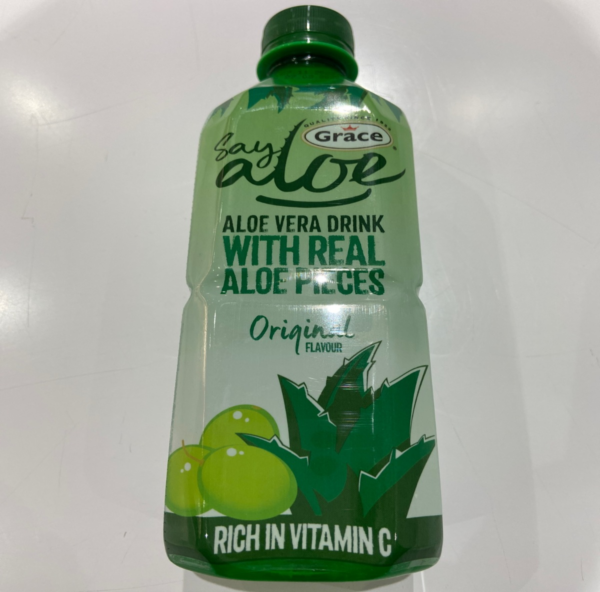 Grace
Say
aloe
ALOE VERA DRINK
WITH REAL
ALOE PIECES
Original
FLAVOUR
RICH IN VITAMIN C